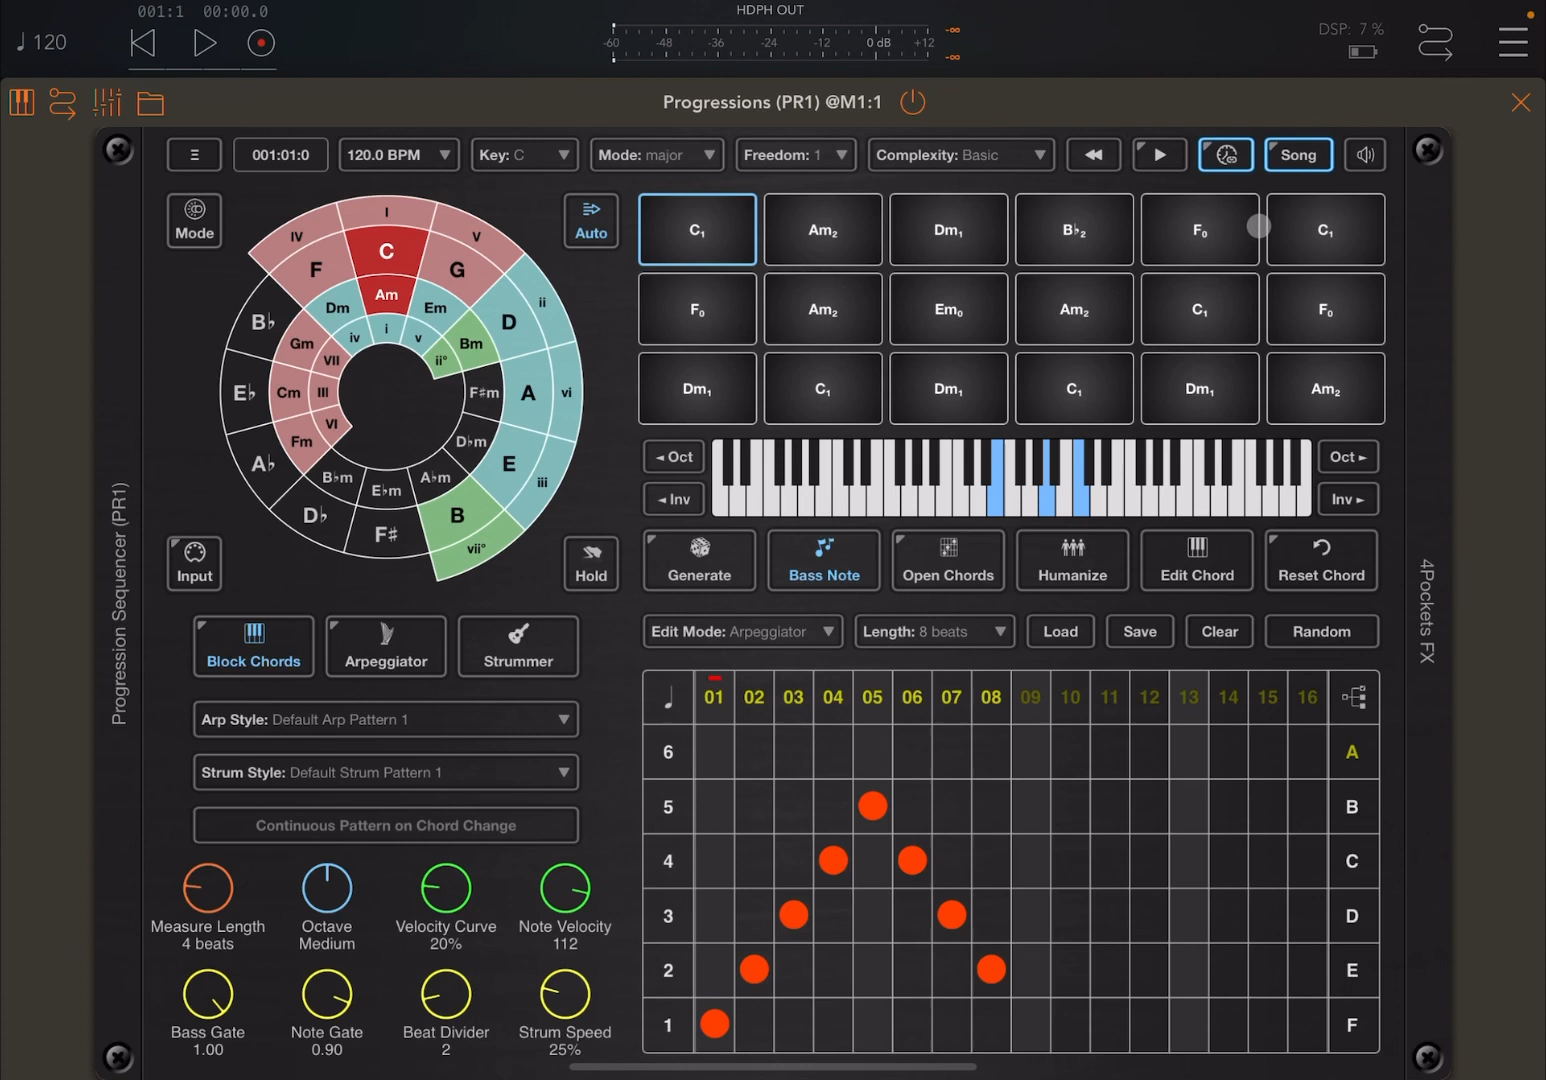 001:1 00:00.0
HDPH OUT
♩ 120
-60 -48 -36 -24 -12 0 dB +12
-∞
-∞
DSP: 7 %
Progressions (PR1) @M1:1
001:01:0
120.0 BPM
Key: C
Mode: major
Freedom: 1
Complexity: Basic
Song
Mode
Auto
Input
Hold
I
IV
V
C
F
G
Am
Dm
Em
i
iv
v
ii
D
B♭
Gm
Bm
VII
ii°
E♭
Cm
III
F♯m
A
vi
A♭
Fm
VI
D♭m
E
iii
B♭m
E♭m
A♭m
D♭
F♯
B
vii°
C₁ Am₂ Dm₁ B♭₂ F₀ C₁
F₀ Am₂ Em₀ Am₂ C₁ F₀
Dm₁ C₁ Dm₁ C₁ Dm₁ Am₂
◄ Oct
Oct ►
◄ Inv
Inv ►
Generate
Bass Note
Open Chords
Humanize
Edit Chord
Reset Chord
Block Chords
Arpeggiator
Strummer
Edit Mode: Arpeggiator
Length: 8 beats
Load
Save
Clear
Random
Arp Style: Default Arp Pattern 1
Strum Style: Default Strum Pattern 1
Continuous Pattern on Chord Change
♩ 01 02 03 04 05 06 07 08 09 10 11 12 13 14 15 16
6 A
5 B
4 C
3 D
2 E
1 F
Measure Length
4 beats
Octave
Medium
Velocity Curve
20%
Note Velocity
112
Bass Gate
1.00
Note Gate
0.90
Beat Divider
2
Strum Speed
25%
Progression Sequencer (PR1)
4Pockets FX